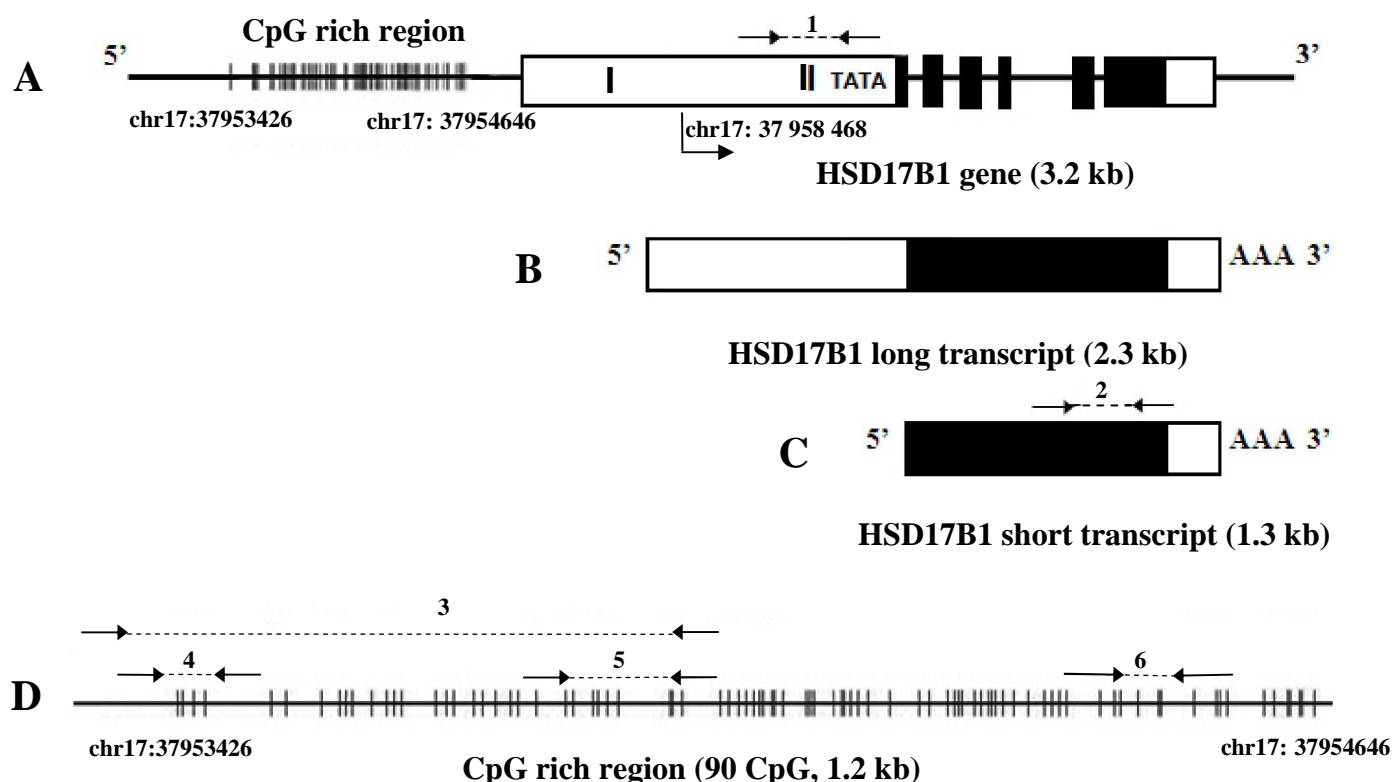 1
CpG rich region
5’
3’
A
TATA
chr17:37953426
chr17: 37954646
chr17: 37 958 468
HSD17B1 gene (3.2 kb)
B
5’
AAA 3’
HSD17B1 long transcript (2.3 kb)
2
C
5’
AAA 3’
HSD17B1 short transcript (1.3 kb)
3
4
5
6
D
chr17:37953426
chr17: 37954646
CpG rich region (90 CpG, 1.2 kb)